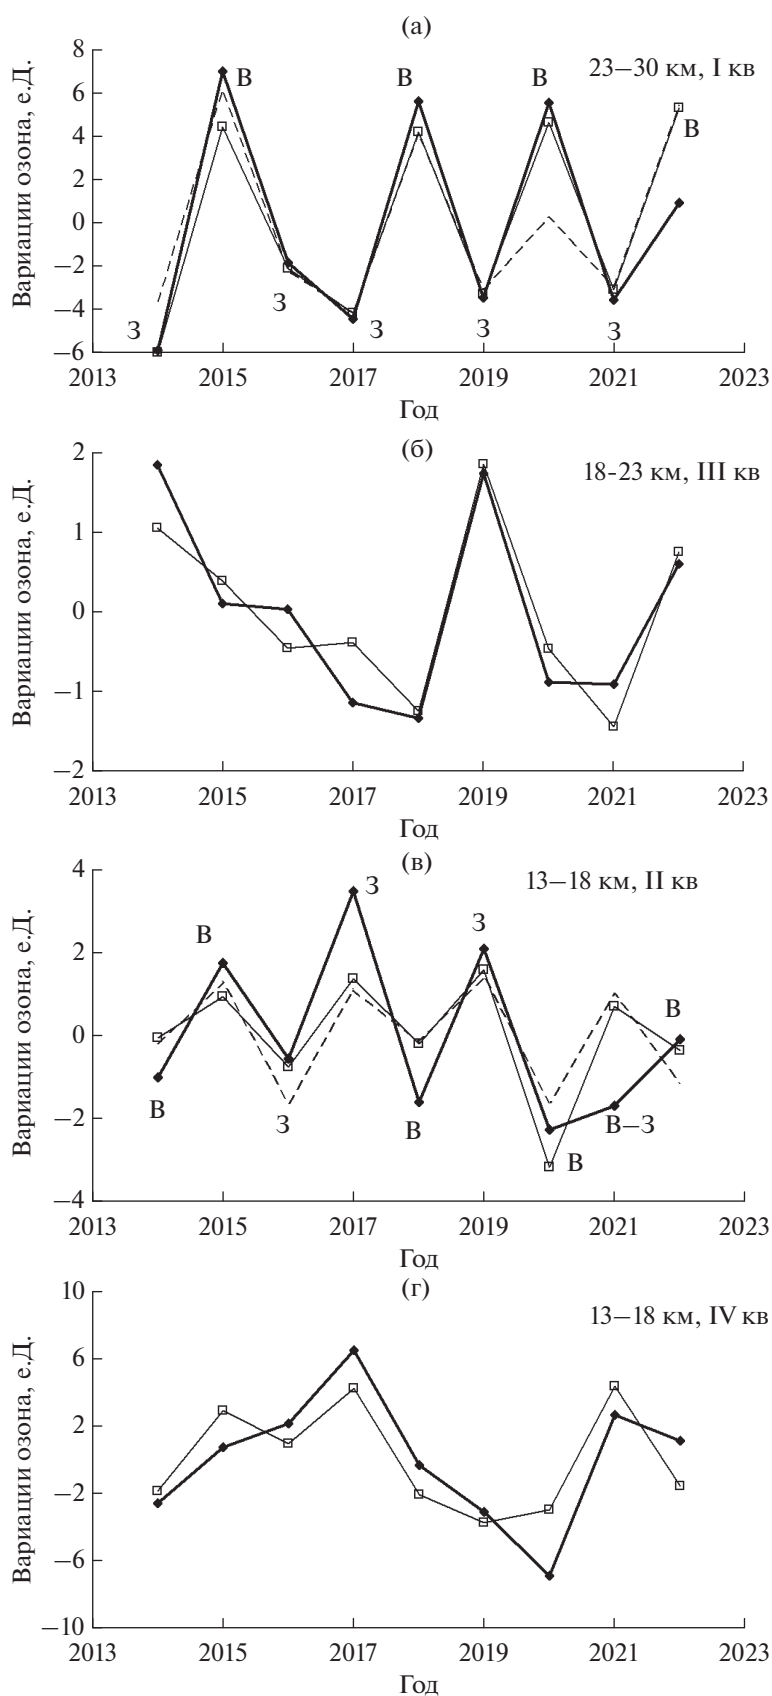 (а)
23–30 км, I кв
Вариации озона, е.Д.
8
6
4
2
0
–2
–4
–6
В
В
В
В
З
З
З
З
З
2013 2015 2017 2019 2021 2023
Год
(б)
18-23 км, III кв
Вариации озона, е.Д.
2
1
0
–1
–2
2013 2015 2017 2019 2021 2023
Год
(в)
13–18 км, II кв
Вариации озона, е.Д.
4
2
0
–2
–4
З
В
З
В
В
З
В
В–З
В
2013 2015 2017 2019 2021 2023
Год
(г)
13–18 км, IV кв
Вариации озона, е.Д.
10
6
2
–2
–6
–10
2013 2015 2017 2019 2021 2023
Год